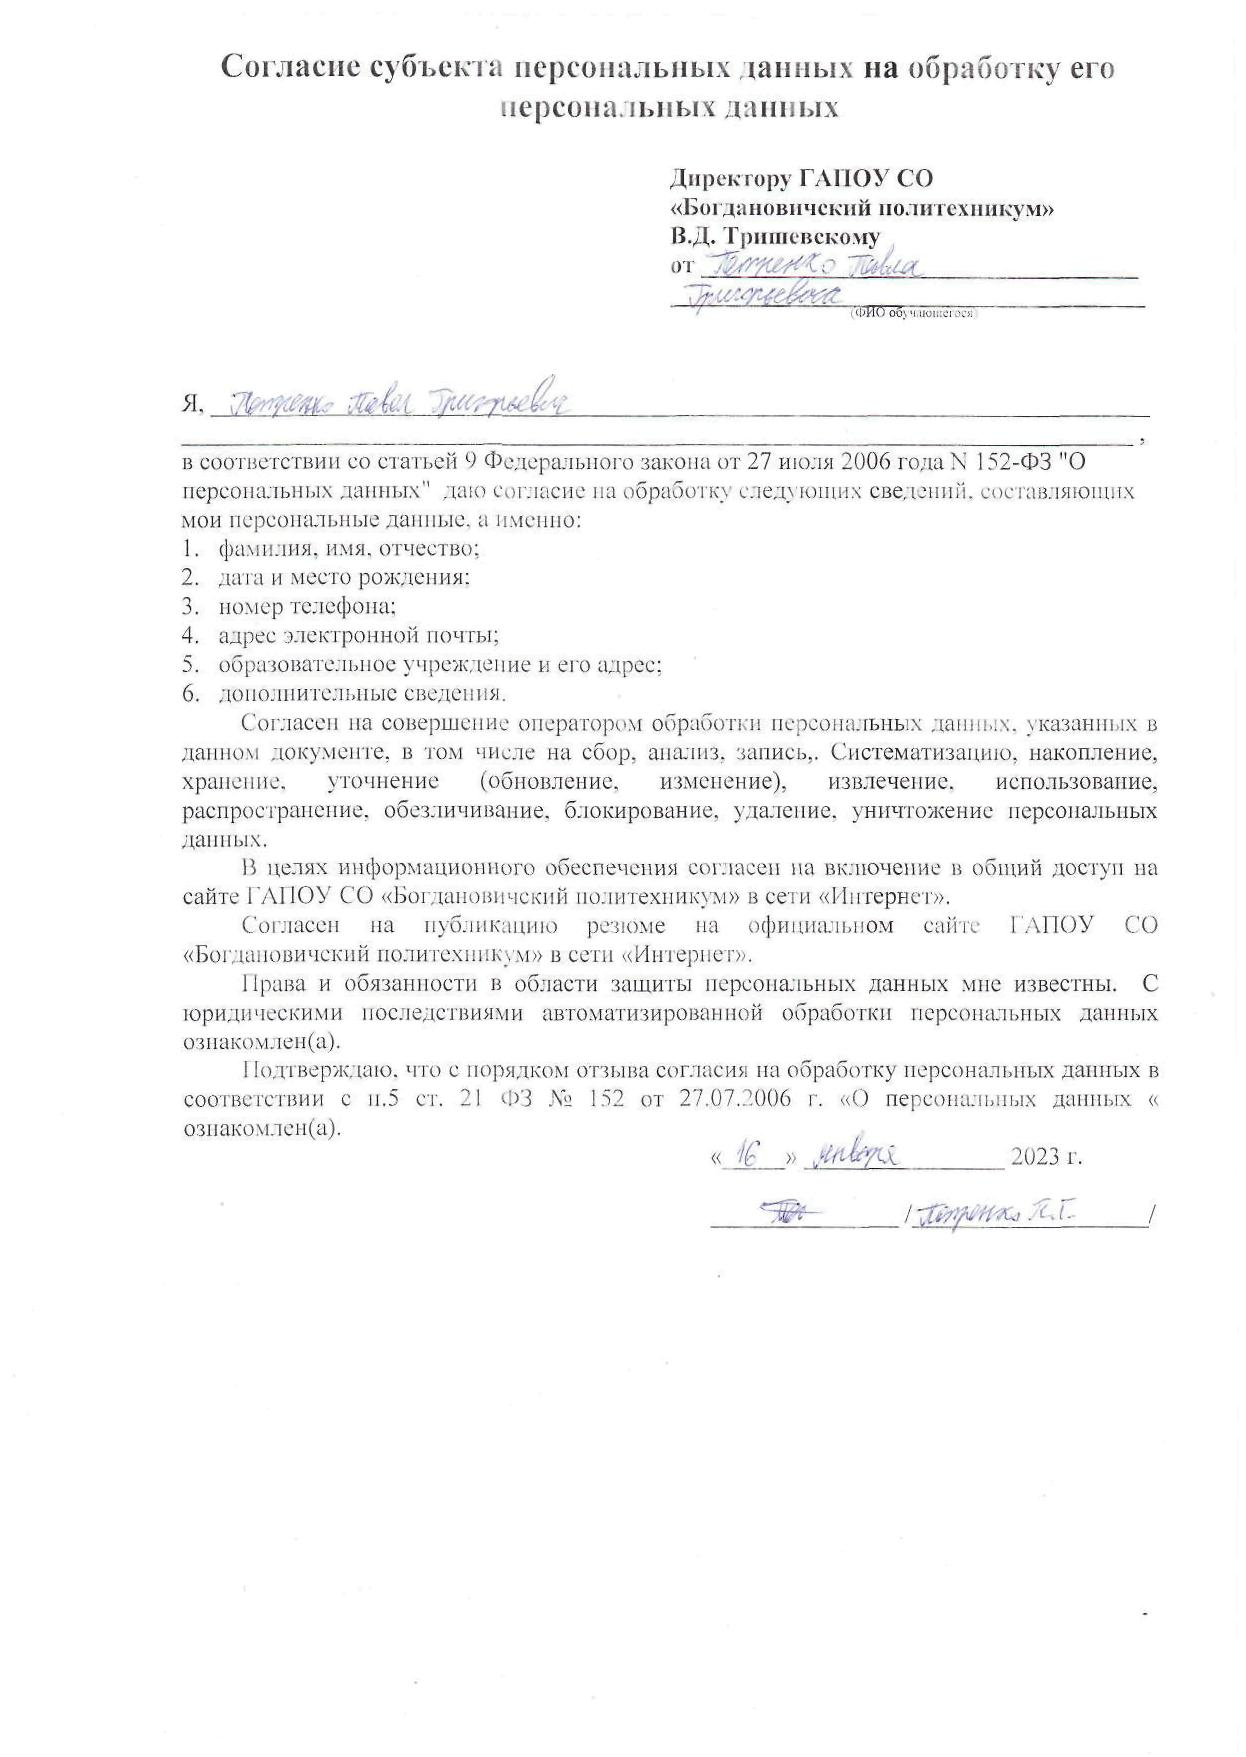 Согласие субъекта персональных данных на обработку его
персональных данных
Директору ГАПОУ СО
«Богдановичский политехникум»
В.Д. Тришевскому
от Петренко Павла
Григорьевича
(ФИО обучающегося)
Я, Петренко Павел Григорьевич
,
в соответствии со статьей 9 Федерального закона от 27 июля 2006 года N 152-ФЗ "О
персональных данных" даю согласие на обработку следующих сведений, составляющих
мои персональные данные, а именно:
1. фамилия, имя, отчество;
2. дата и место рождения;
3. номер телефона;
4. адрес электронной почты;
5. образовательное учреждение и его адрес;
6. дополнительные сведения.
Согласен на совершение оператором обработки персональных данных, указанных в
данном документе, в том числе на сбор, анализ, запись,. Систематизацию, накопление,
хранение, уточнение (обновление, изменение), извлечение, использование,
распространение, обезличивание, блокирование, удаление, уничтожение персональных
данных.
В целях информационного обеспечения согласен на включение в общий доступ на
сайте ГАПОУ СО «Богдановичский политехникум» в сети «Интернет».
Согласен на публикацию резюме на официальном сайте ГАПОУ СО
«Богдановичский политехникум» в сети «Интернет».
Права и обязанности в области защиты персональных данных мне известны. С
юридическими последствиями автоматизированной обработки персональных данных
ознакомлен(а).
Подтверждаю, что с порядком отзыва согласия на обработку персональных данных в
соответствии с п.5 ст. 21 ФЗ № 152 от 27.07.2006 г. «О персональных данных «
ознакомлен(а).
« 16 » января 2023 г.
/ Петренко П.Г. /